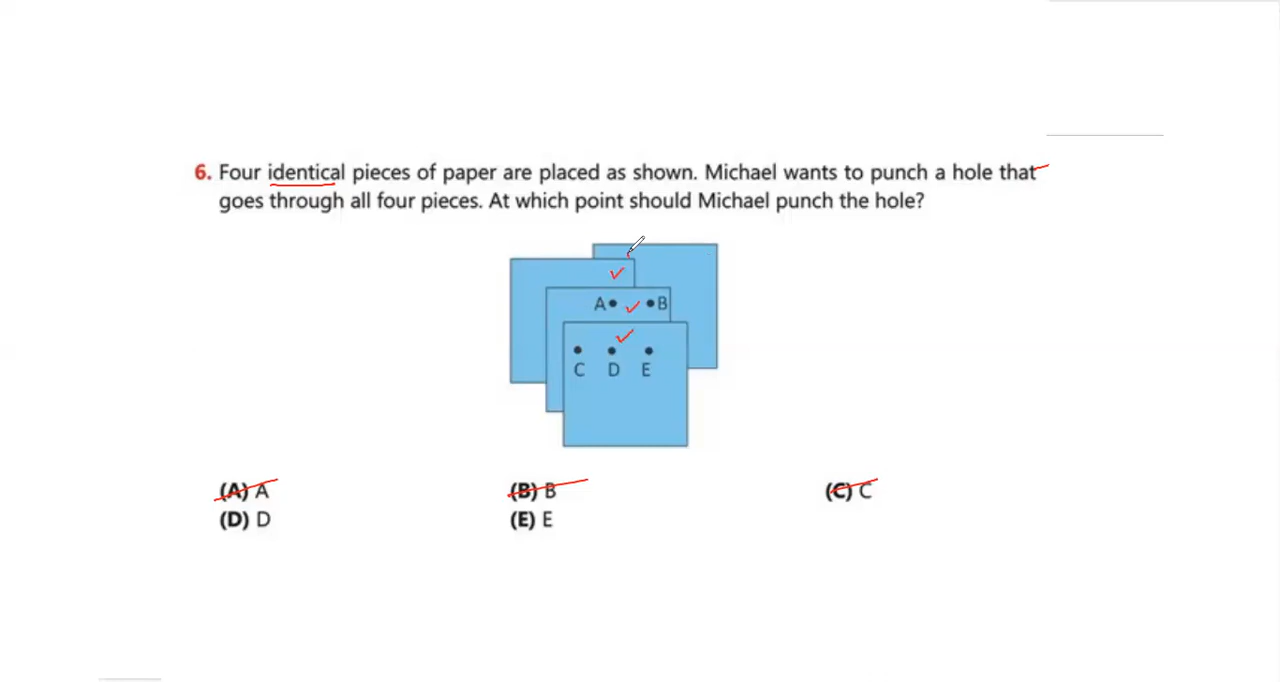 6. Four identical pieces of paper are placed as shown. Michael wants to punch a hole that
goes through all four pieces. At which point should Michael punch the hole?
A B
C D E
(A) A (B) B (C) C
(D) D (E) E